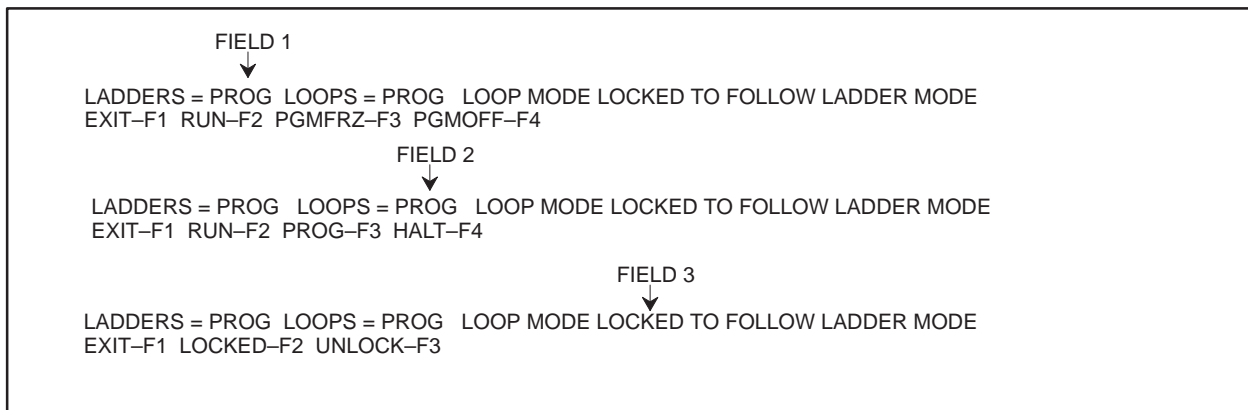 FIELD 1
LADDERS = PROG LOOPS = PROG LOOP MODE LOCKED TO FOLLOW LADDER MODE
EXIT–F1 RUN–F2 PGMFRZ–F3 PGMOFF–F4
FIELD 2
LADDERS = PROG LOOPS = PROG LOOP MODE LOCKED TO FOLLOW LADDER MODE
EXIT–F1 RUN–F2 PROG–F3 HALT–F4
FIELD 3
LADDERS = PROG LOOPS = PROG LOOP MODE LOCKED TO FOLLOW LADDER MODE
EXIT–F1 LOCKED–F2 UNLOCK–F3